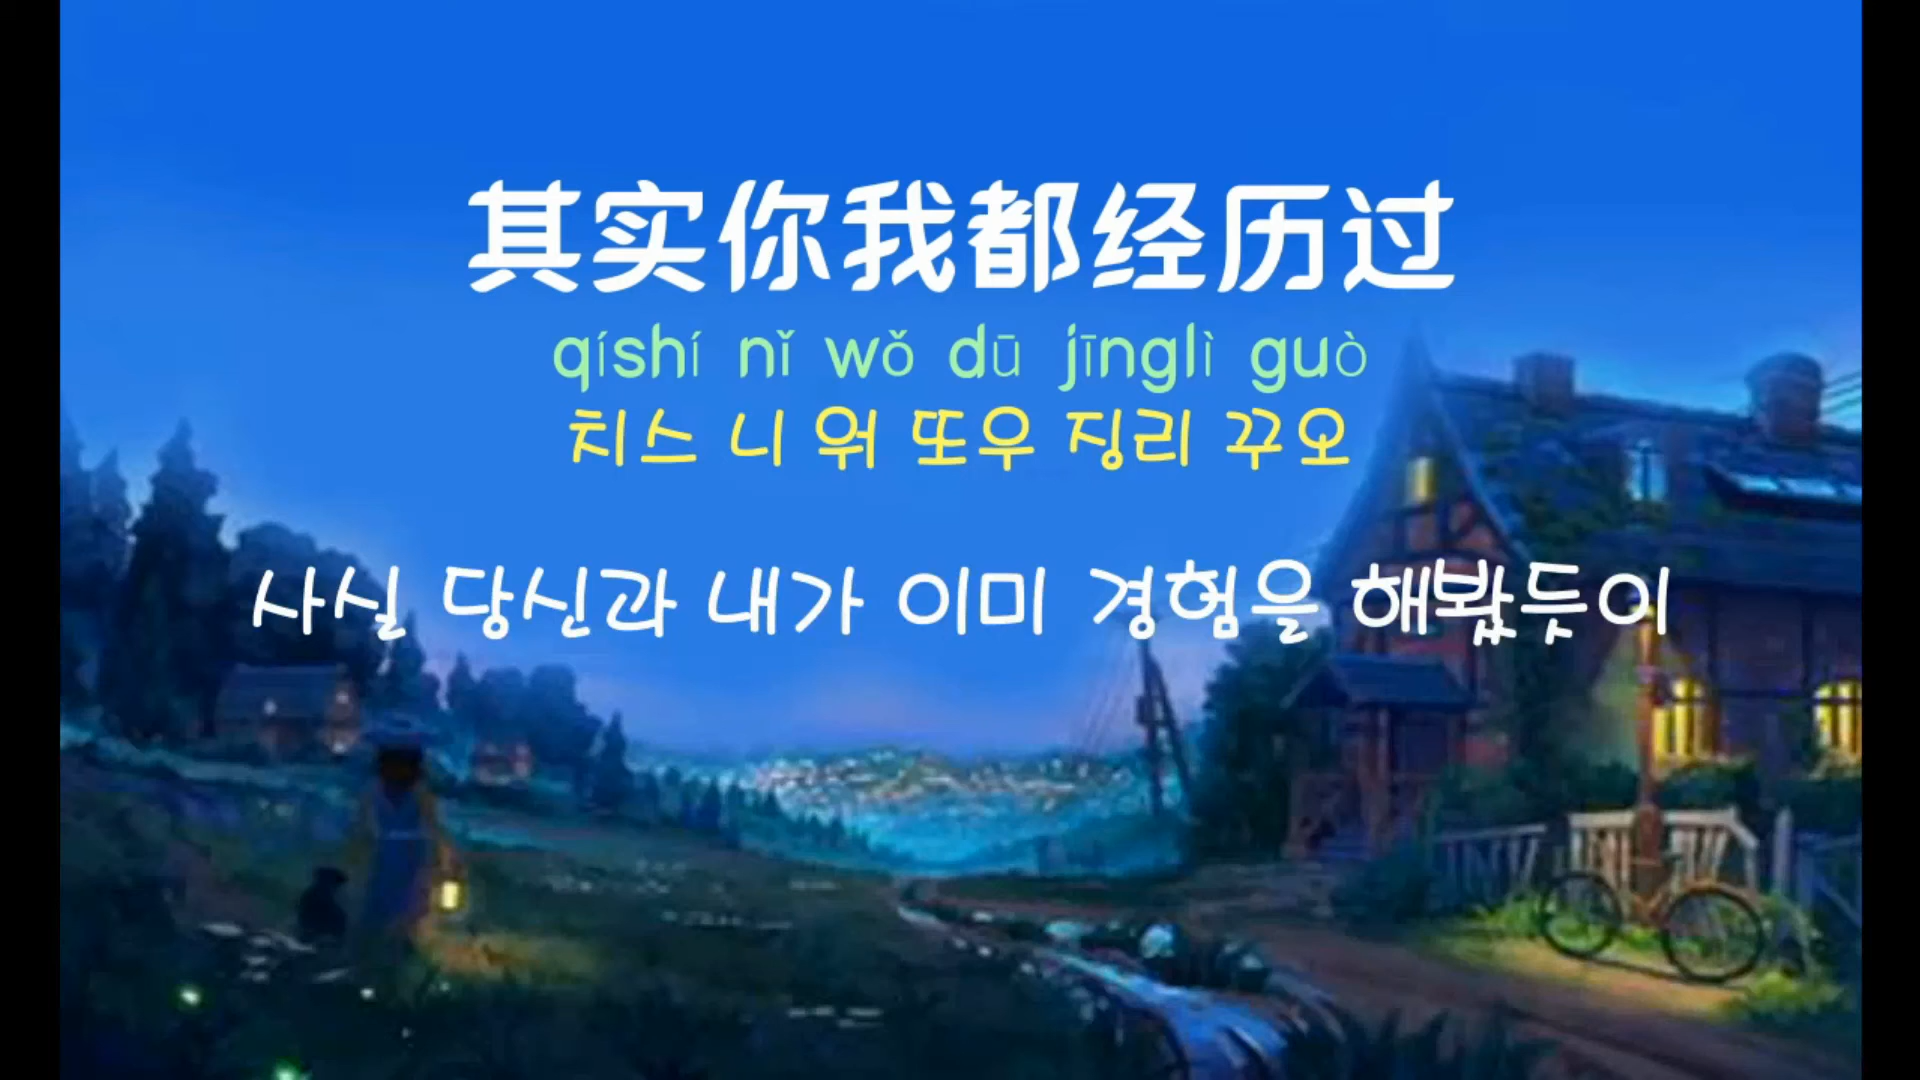 其实你我都经历过
qíshí nǐ wǒ dū jīnglì guò
치스 니 워 또우 징리 꾸오
사실 당신과 내가 이미 경험을 해봤듯이